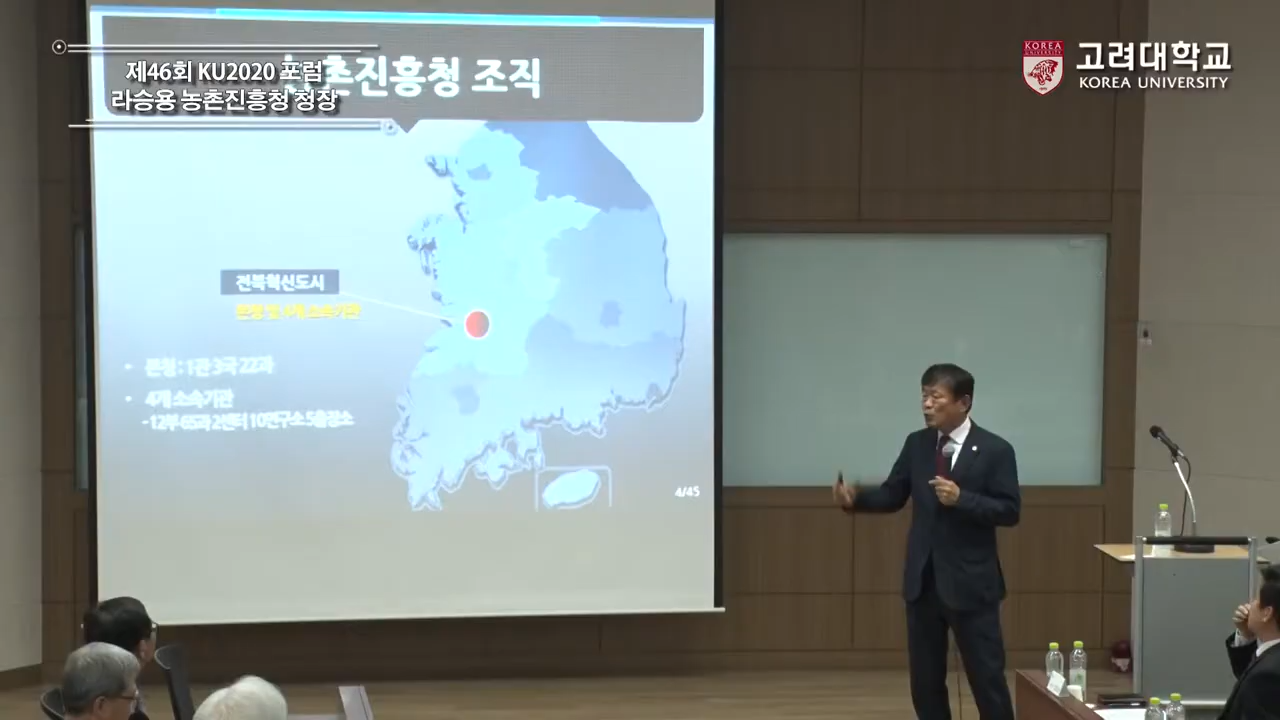 제46회 KU2020 포럼
라승용 농촌진흥청 청장
촌진흥청 조직
KOREA
고려대학교
KOREA UNIVERSITY
전북혁신도시
본청 및 4개 소속기관
• 본청 : 1관 3국 22과
• 4개 소속기관
- 12부 65과 2센터 10연구소 5출장소
4/45